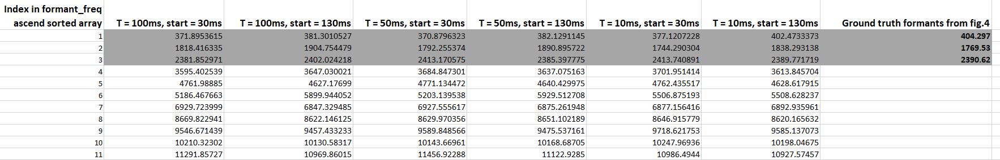 Index in formant_freq
ascend sorted array T = 100ms, start = 30ms T = 100ms, start = 130ms T = 50ms, start = 30ms T = 50ms, start = 130ms T = 10ms, start = 30ms T = 10ms, start = 130ms Ground truth formants from fig.4
1 371.8953615 381.3010527 370.8796323 382.1291145 377.1207228 402.4733373 404.297
2 1818.416335 1904.754479 1792.255374 1890.895722 1744.290304 1838.293138 1769.53
3 2381.852971 2402.024218 2413.170575 2385.397775 2413.740891 2389.771719 2390.62
4 3595.402539 3647.030021 3684.847301 3637.075163 3701.951414 3613.845704
5 4761.98885 4627.17699 4771.134472 4640.429975 4762.435517 4628.617915
6 5186.467663 5899.944052 5203.139538 5929.512708 5506.875193 5508.628237
7 6929.723999 6847.329485 6927.555617 6875.261948 6877.156416 6892.935961
8 8669.822941 8622.146125 8629.970356 8651.102189 8646.915779 8620.165632
9 9546.671439 9457.433233 9589.848566 9475.537161 9718.621753 9585.137073
10 10210.32302 10130.58317 10143.66961 10168.68705 10247.96936 10198.04675
11 11291.85727 10969.86015 11456.92288 11122.9285 10986.4944 10927.57457